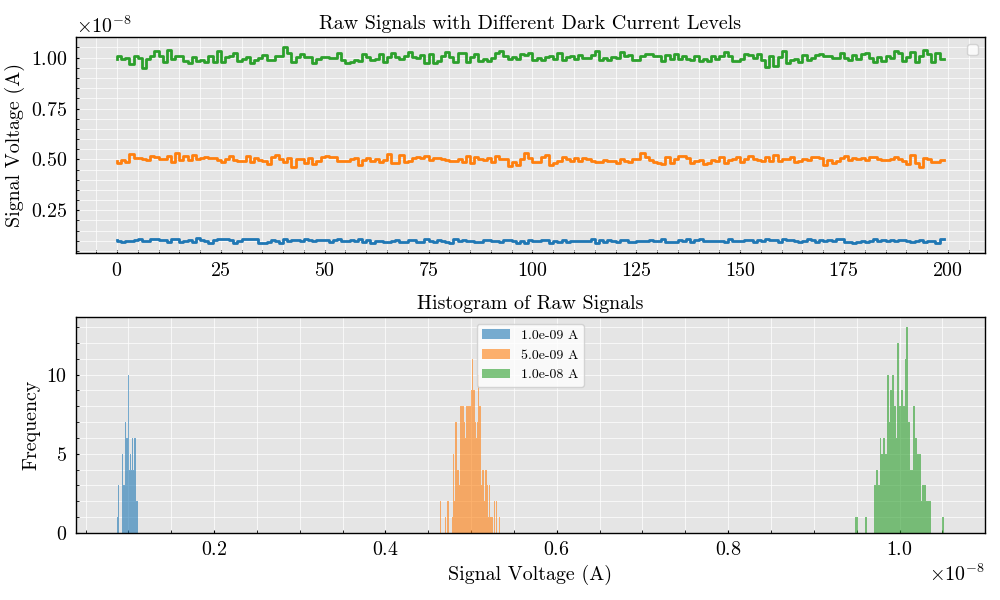 ×10⁻⁸
Raw Signals with Different Dark Current Levels
Signal Voltage (A)
1.00
0.75
0.50
0.25
0 25 50 75 100 125 150 175 200
Histogram of Raw Signals
1.0e-09 A
5.0e-09 A
1.0e-08 A
Frequency
10
5
0
0.2 0.4 0.6 0.8 1.0
Signal Voltage (A)
×10⁻⁸